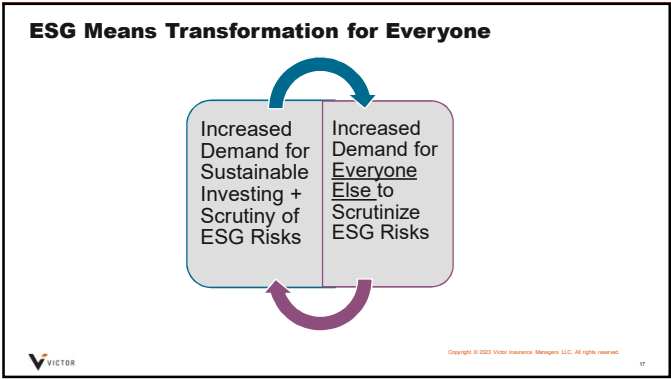 ESG Means Transformation for Everyone
Increased
Demand for
Sustainable
Investing +
Scrutiny of
ESG Risks
Increased
Demand for
Everyone
Else to
Scrutinize
ESG Risks
VICTOR
Copyright © 2023 Victor Insurance Managers LLC. All rights reserved.
17